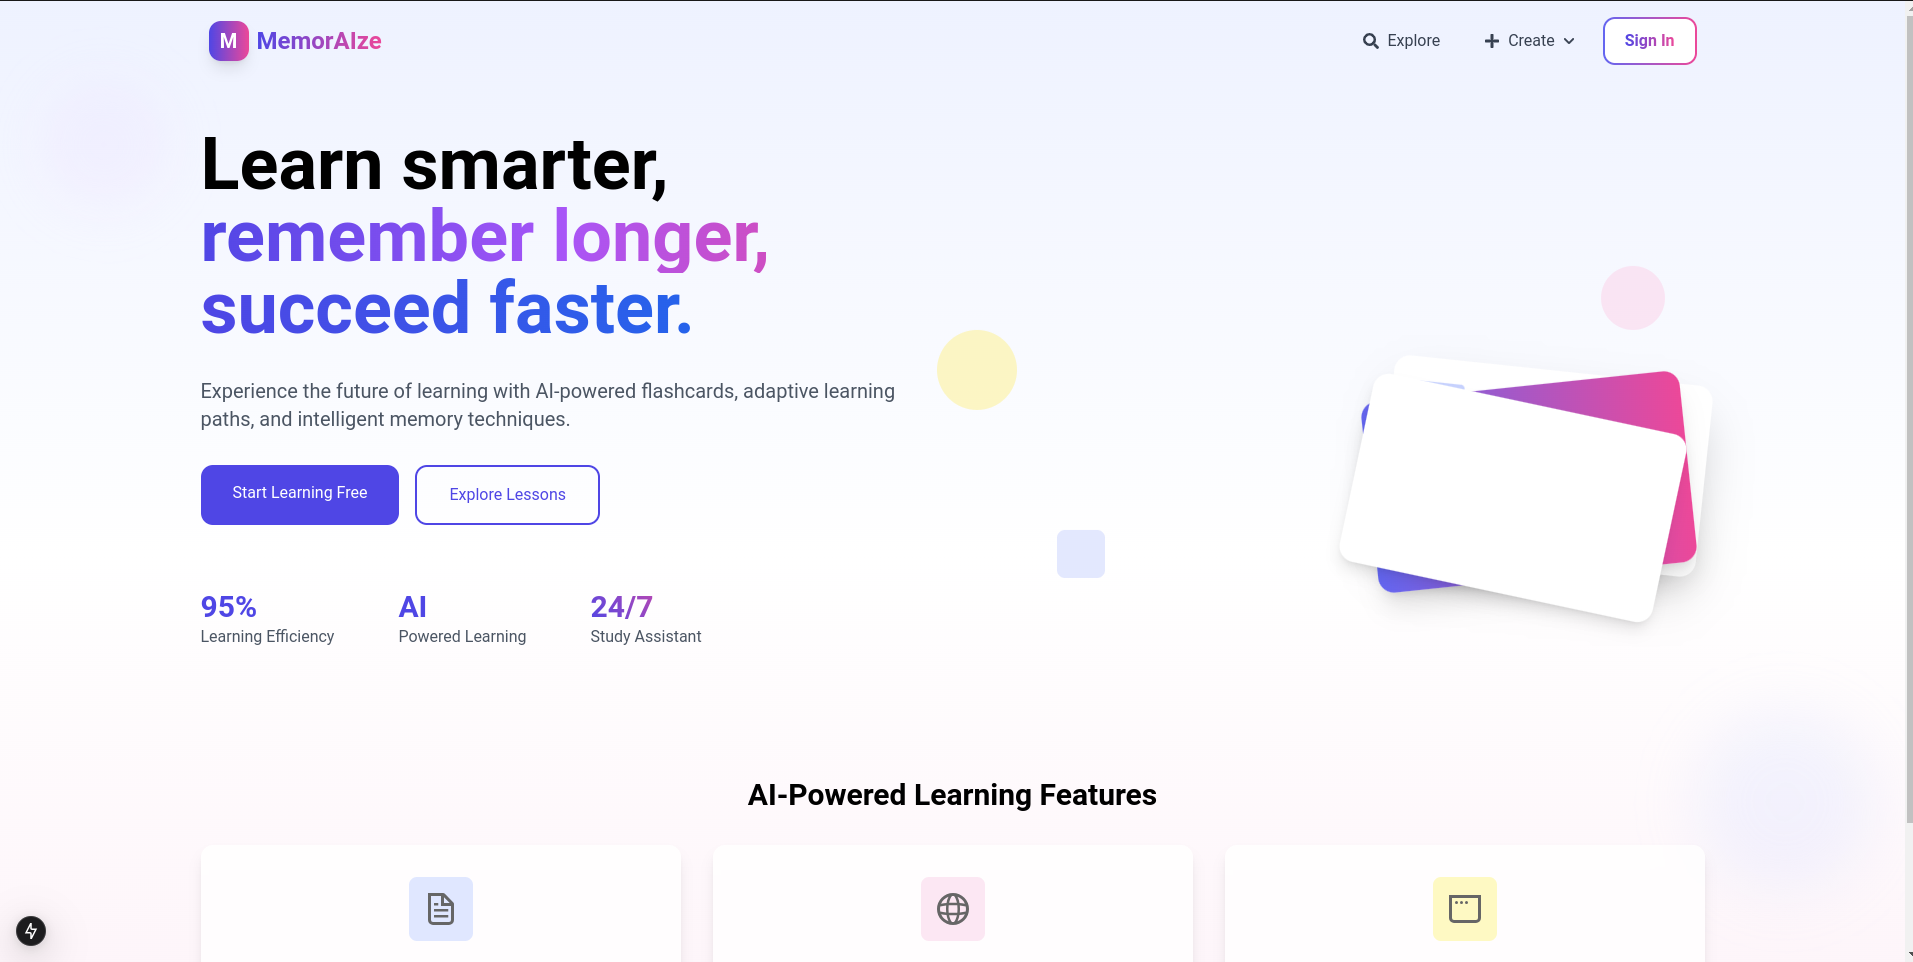 M MemorAIze
Explore
Create
Sign In
Learn smarter,
remember longer,
succeed faster.
Experience the future of learning with AI-powered flashcards, adaptive learning
paths, and intelligent memory techniques.
Start Learning Free
Explore Lessons
95%
Learning Efficiency
AI
Powered Learning
24/7
Study Assistant
AI-Powered Learning Features